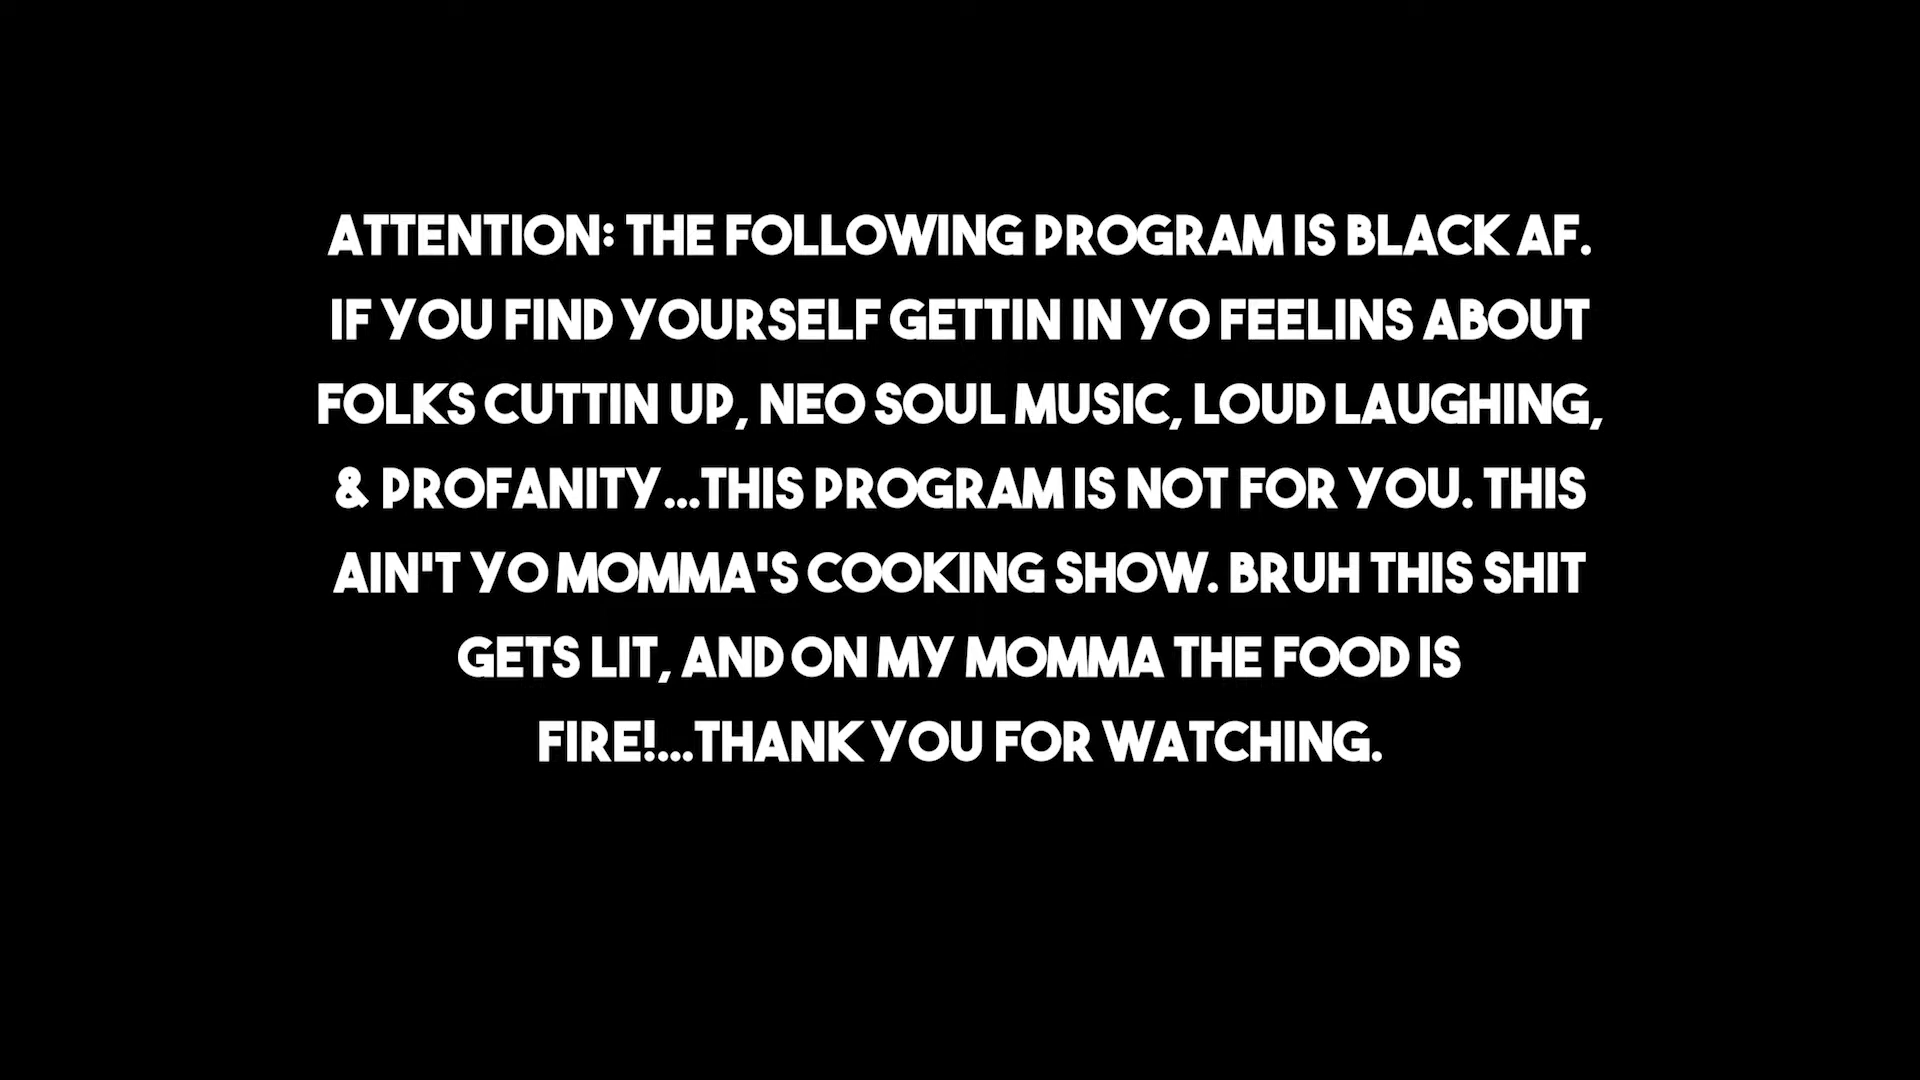 ATTENTION: THE FOLLOWING PROGRAM IS BLACK AF.
IF YOU FIND YOURSELF GETTIN IN YO FEELINS ABOUT
FOLKS CUTTIN UP, NEO SOUL MUSIC, LOUD LAUGHING,
& PROFANITY...THIS PROGRAM IS NOT FOR YOU. THIS
AIN'T YO MOMMA'S COOKING SHOW. BRUH THIS SHIT
GETS LIT, AND ON MY MOMMA THE FOOD IS
FIRE!...THANK YOU FOR WATCHING.